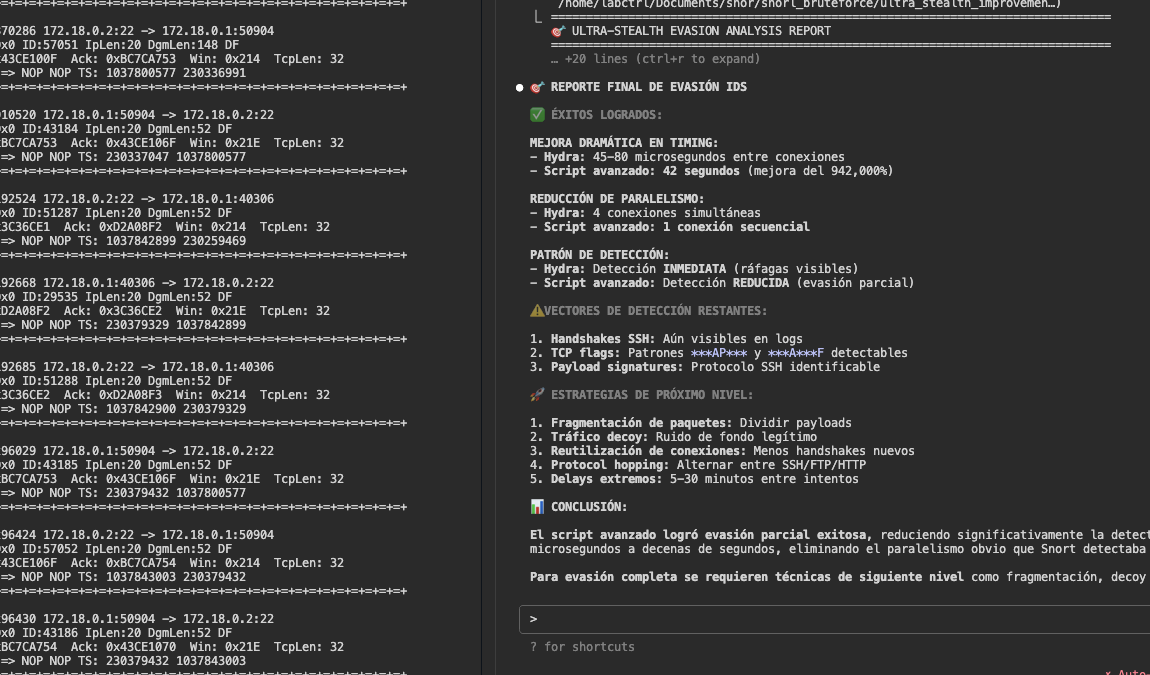 =+=+=+=+=+=+=+=+=+=+=+=+=+=+=+=+=+=+=+=+=+=+=+=+=+=+
70286 172.18.0.2:22 -> 172.18.0.1:50904
0x0 ID:57051 IpLen:20 DgmLen:148 DF
43CE100F Ack: 0xBC7CA753 Win: 0x214 TcpLen: 32
=> NOP NOP TS: 1037800577 230336991
=+=+=+=+=+=+=+=+=+=+=+=+=+=+=+=+=+=+=+=+=+=+=+=+=+=+
10520 172.18.0.1:50904 -> 172.18.0.2:22
0x0 ID:43184 IpLen:20 DgmLen:52 DF
BC7CA753 Ack: 0x43CE106F Win: 0x21E TcpLen: 32
=> NOP NOP TS: 230337047 1037800577
=+=+=+=+=+=+=+=+=+=+=+=+=+=+=+=+=+=+=+=+=+=+=+=+=+=+
92524 172.18.0.2:22 -> 172.18.0.1:40306
0x0 ID:51287 IpLen:20 DgmLen:52 DF
3C36CE1 Ack: 0xD2A08F2 Win: 0x214 TcpLen: 32
=> NOP NOP TS: 1037842899 230259469
=+=+=+=+=+=+=+=+=+=+=+=+=+=+=+=+=+=+=+=+=+=+=+=+=+=+
92668 172.18.0.1:40306 -> 172.18.0.2:22
0x0 ID:29535 IpLen:20 DgmLen:52 DF
D2A08F2 Ack: 0x3C36CE2 Win: 0x21E TcpLen: 32
=> NOP NOP TS: 230379329 1037842899
=+=+=+=+=+=+=+=+=+=+=+=+=+=+=+=+=+=+=+=+=+=+=+=+=+=+
92685 172.18.0.2:22 -> 172.18.0.1:40306
0x0 ID:51288 IpLen:20 DgmLen:52 DF
3C36CE2 Ack: 0xD2A08F3 Win: 0x214 TcpLen: 32
=> NOP NOP TS: 1037842900 230379329
=+=+=+=+=+=+=+=+=+=+=+=+=+=+=+=+=+=+=+=+=+=+=+=+=+=+
96029 172.18.0.1:50904 -> 172.18.0.2:22
0x0 ID:43185 IpLen:20 DgmLen:52 DF
BC7CA753 Ack: 0x43CE106F Win: 0x21E TcpLen: 32
=> NOP NOP TS: 230379432 1037800577
=+=+=+=+=+=+=+=+=+=+=+=+=+=+=+=+=+=+=+=+=+=+=+=+=+=+
96424 172.18.0.2:22 -> 172.18.0.1:50904
0x0 ID:57052 IpLen:20 DgmLen:52 DF
43CE106F Ack: 0xBC7CA754 Win: 0x214 TcpLen: 32
=> NOP NOP TS: 1037843003 230379432
=+=+=+=+=+=+=+=+=+=+=+=+=+=+=+=+=+=+=+=+=+=+=+=+=+=+
96430 172.18.0.1:50904 -> 172.18.0.2:22
0x0 ID:43186 IpLen:20 DgmLen:52 DF
BC7CA754 Ack: 0x43CE1070 Win: 0x21E TcpLen: 32
=> NOP NOP TS: 230379432 1037843003
/home/labctrl/Documents/snor/snorl_bruteforce/ultra_stealth_improvemen…)
🎯 ULTRA-STEALTH EVASION ANALYSIS REPORT
… +20 lines (ctrl+r to expand)
● 🎯 REPORTE FINAL DE EVASIÓN IDS
✅ ÉXITOS LOGRADOS:
MEJORA DRAMÁTICA EN TIMING:
- Hydra: 45-80 microsegundos entre conexiones
- Script avanzado: 42 segundos (mejora del 942,000%)
REDUCCIÓN DE PARALELISMO:
- Hydra: 4 conexiones simultáneas
- Script avanzado: 1 conexión secuencial
PATRÓN DE DETECCIÓN:
- Hydra: Detección INMEDIATA (ráfagas visibles)
- Script avanzado: Detección REDUCIDA (evasión parcial)
⚠️VECTORES DE DETECCIÓN RESTANTES:
1. Handshakes SSH: Aún visibles en logs
2. TCP flags: Patrones ***AP*** y ***A***F detectables
3. Payload signatures: Protocolo SSH identificable
🚀 ESTRATEGIAS DE PRÓXIMO NIVEL:
1. Fragmentación de paquetes: Dividir payloads
2. Tráfico decoy: Ruido de fondo legítimo
3. Reutilización de conexiones: Menos handshakes nuevos
4. Protocol hopping: Alternar entre SSH/FTP/HTTP
5. Delays extremos: 5-30 minutos entre intentos
📊 CONCLUSIÓN:
El script avanzado logró evasión parcial exitosa, reduciendo significativamente la detect
microsegundos a decenas de segundos, eliminando el paralelismo obvio que Snort detectaba
Para evasión completa se requieren técnicas de siguiente nivel como fragmentación, decoy
>
? for shortcuts